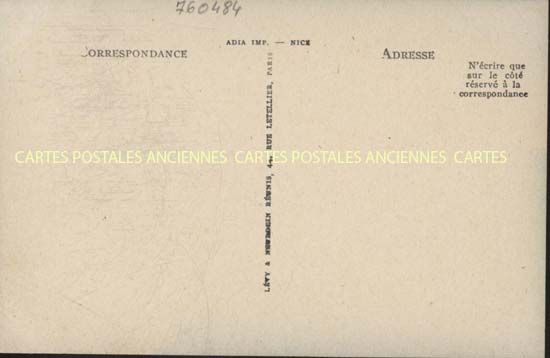 760484
ADIA IMP. — NICE
CORRESPONDANCE
ADRESSE
N'écrire que
sur le côté
réservé à la
correspondance
LÉVY & NEURDEIN RÉUNIS, 44, RUE LETELLIER, PARIS
CARTES POSTALES ANCIENNES CARTES POSTALES ANCIENNES CARTES